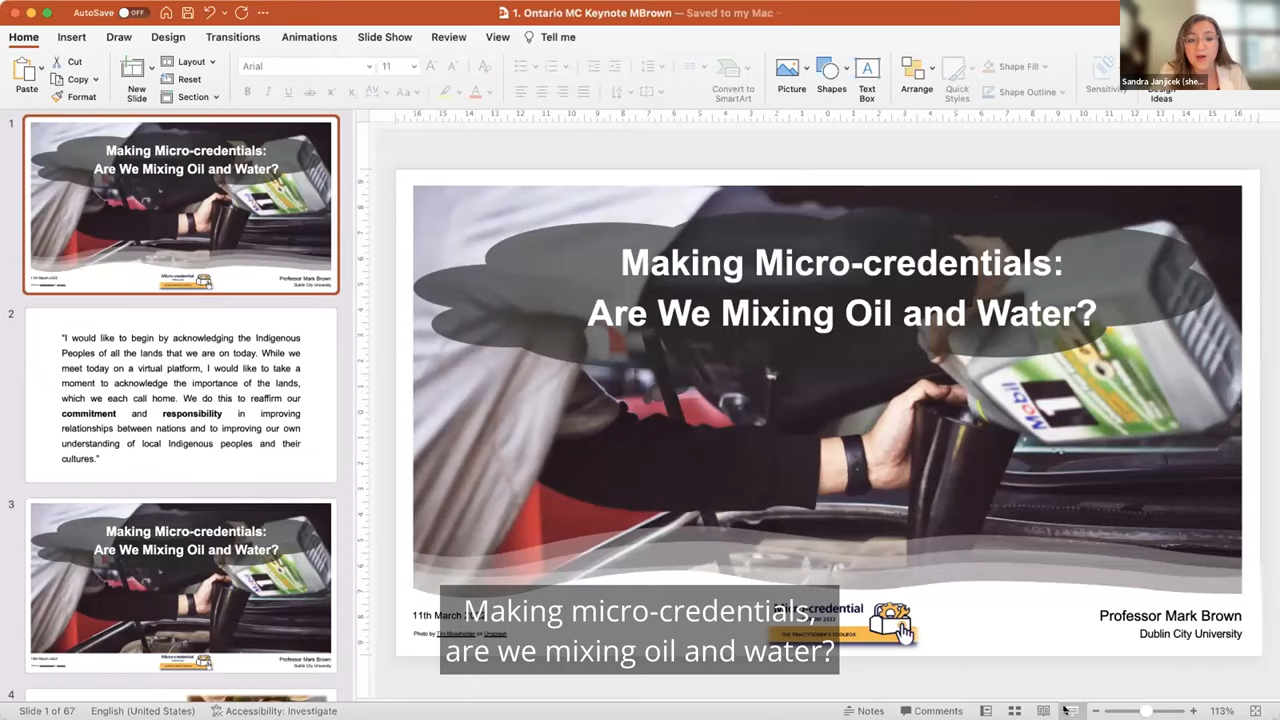 AutoSave OFF
1. Ontario MC Keynote MBrown — Saved to my Mac
Home Insert Draw Design Transitions Animations Slide Show Review View Tell me
Paste
Cut
Copy
Format
New
Slide
Layout
Reset
Section
Arial 11
Convert to
SmartArt
Picture
Shapes
Text
Box
Arrange
Quick
Styles
Shape Fill
Shape Outline
Ideas
Sandra Janjicek (she...
1
Making Micro-credentials:
Are We Mixing Oil and Water?
Professor Mark Brown
Dublin City University
2
"I would like to begin by acknowledging the Indigenous
Peoples of all the lands that we are on today. While we
meet today on a virtual platform, I would like to take a
moment to acknowledge the importance of the lands,
which we each call home. We do this to reaffirm our
commitment and responsibility in improving
relationships between nations and to improving our own
understanding of local Indigenous peoples and their
cultures."
3
Making Micro-credentials:
Are We Mixing Oil and Water?
Professor Mark Brown
Dublin City University
4
Making Micro-credentials:
Are We Mixing Oil and Water?
Mobil
11th March
Photo by Tim Mossholder on Unsplash
THE PRACTITIONER'S TOOLBOX
Professor Mark Brown
Dublin City University
Making micro-credentials,
are we mixing oil and water?
Slide 1 of 67 English (United States) Accessibility: Investigate
Notes Comments 113%